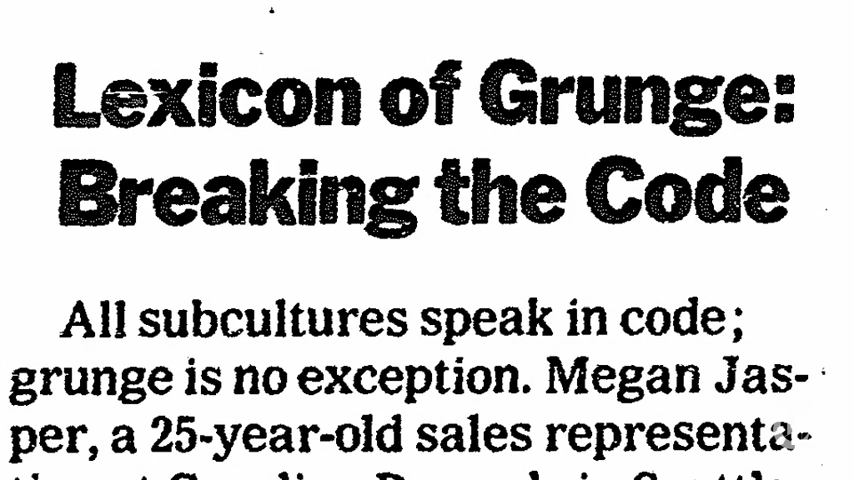 Lexicon of Grunge:
Breaking the Code
All subcultures speak in code;
grunge is no exception. Megan Jas-
per, a 25-year-old sales representa-